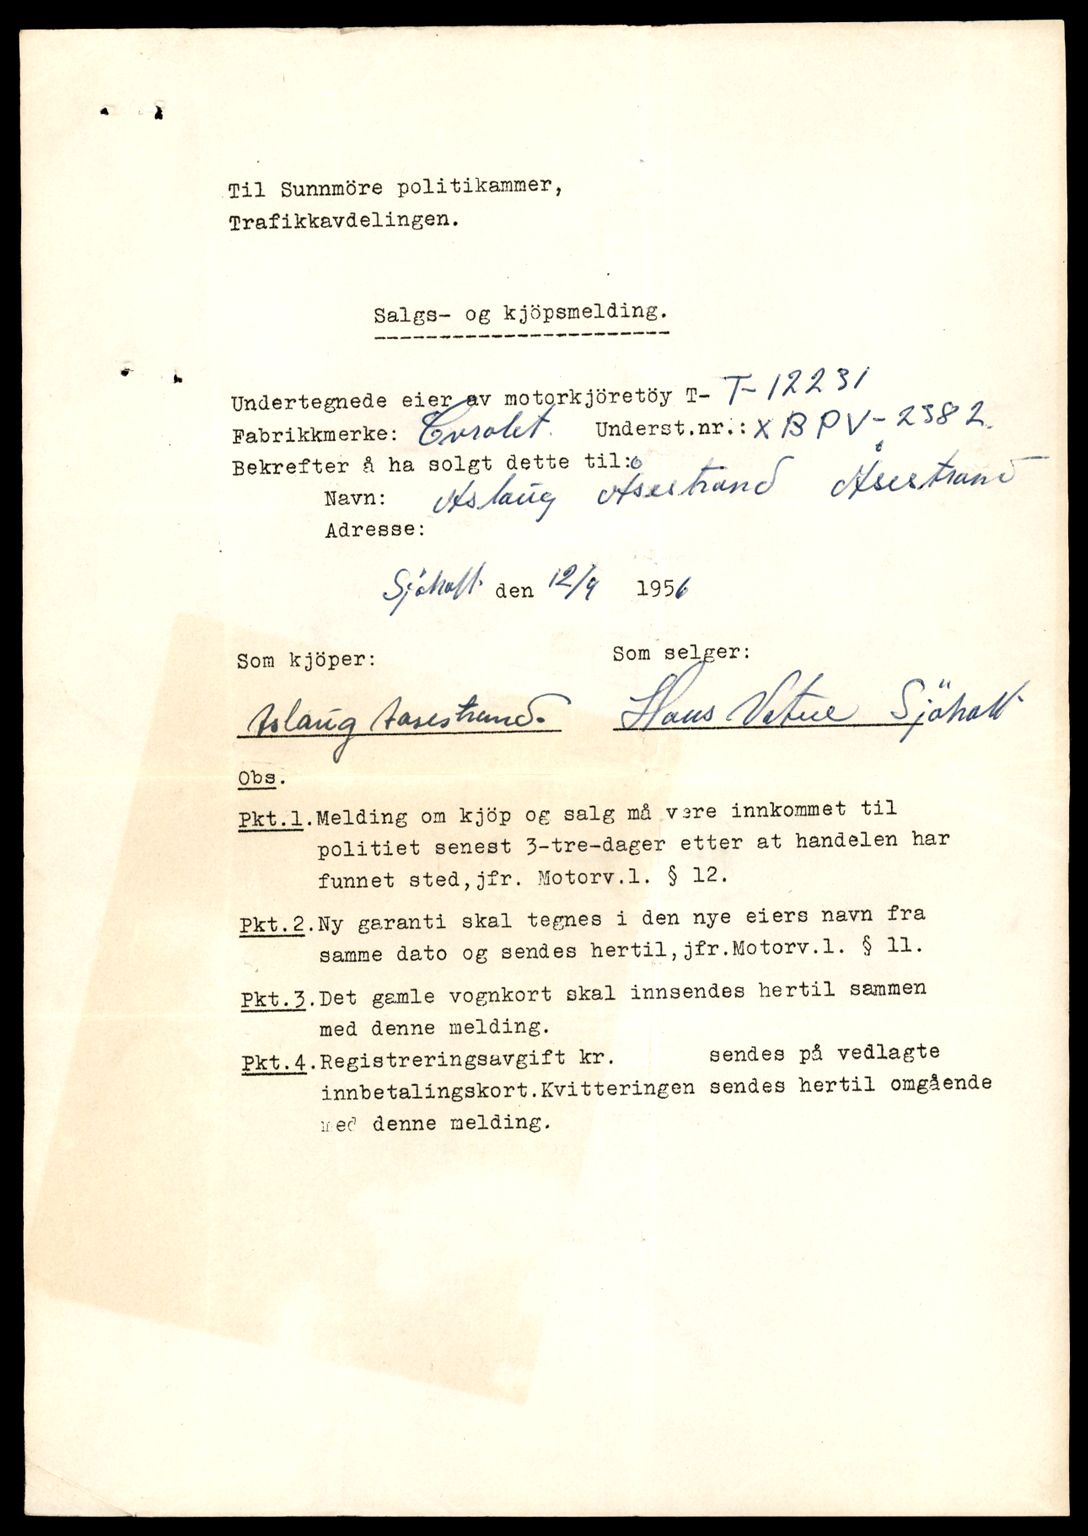 Til Sunnmöre politikammer,
Trafikkavdelingen.
Salgs- og kjöpsmelding.
Undertegnede eier av motorkjöretöy T- T-12231
Fabrikkmerke: Cvrolet. Underst.nr.: XBPV-2382.
Bekrefter å ha solgt dette til:
Navn: Aslaug Åsestrand Åsestrand
Adresse:
Sjöholt den 12/9 1956
Som kjöper: Som selger:
Aslaug Aasestrand. Hans Vatne Sjöholt
Obs.
Pkt.1.Melding om kjöp og salg må være innkommet til
politiet senest 3-tre-dager etter at handelen har
funnet sted,jfr. Motorv.l. § 12.
Pkt.2.Ny garanti skal tegnes i den nye eiers navn fra
samme dato og sendes hertil,jfr.Motorv.l. § 11.
Pkt.3.Det gamle vognkort skal innsendes hertil sammen
med denne melding.
Pkt.4.Registreringsavgift kr. sendes på vedlagte
innbetalingskort.Kvitteringen sendes hertil omgående
med denne melding.